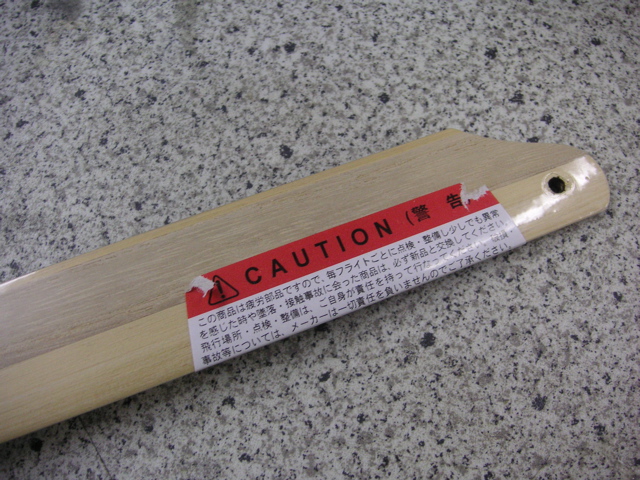 CAUTION (警告
この商品は疲労部品ですので、毎フライトごとに点検・整備し少しでも異常
を感じた時や墜落・接触事故に会った商品は、必ず新品と交換してください
飛行場所・点検・整備は、ご自身が責任を持って行な
事故等については、メーカーは一切責任を負いませんのでご了承ください